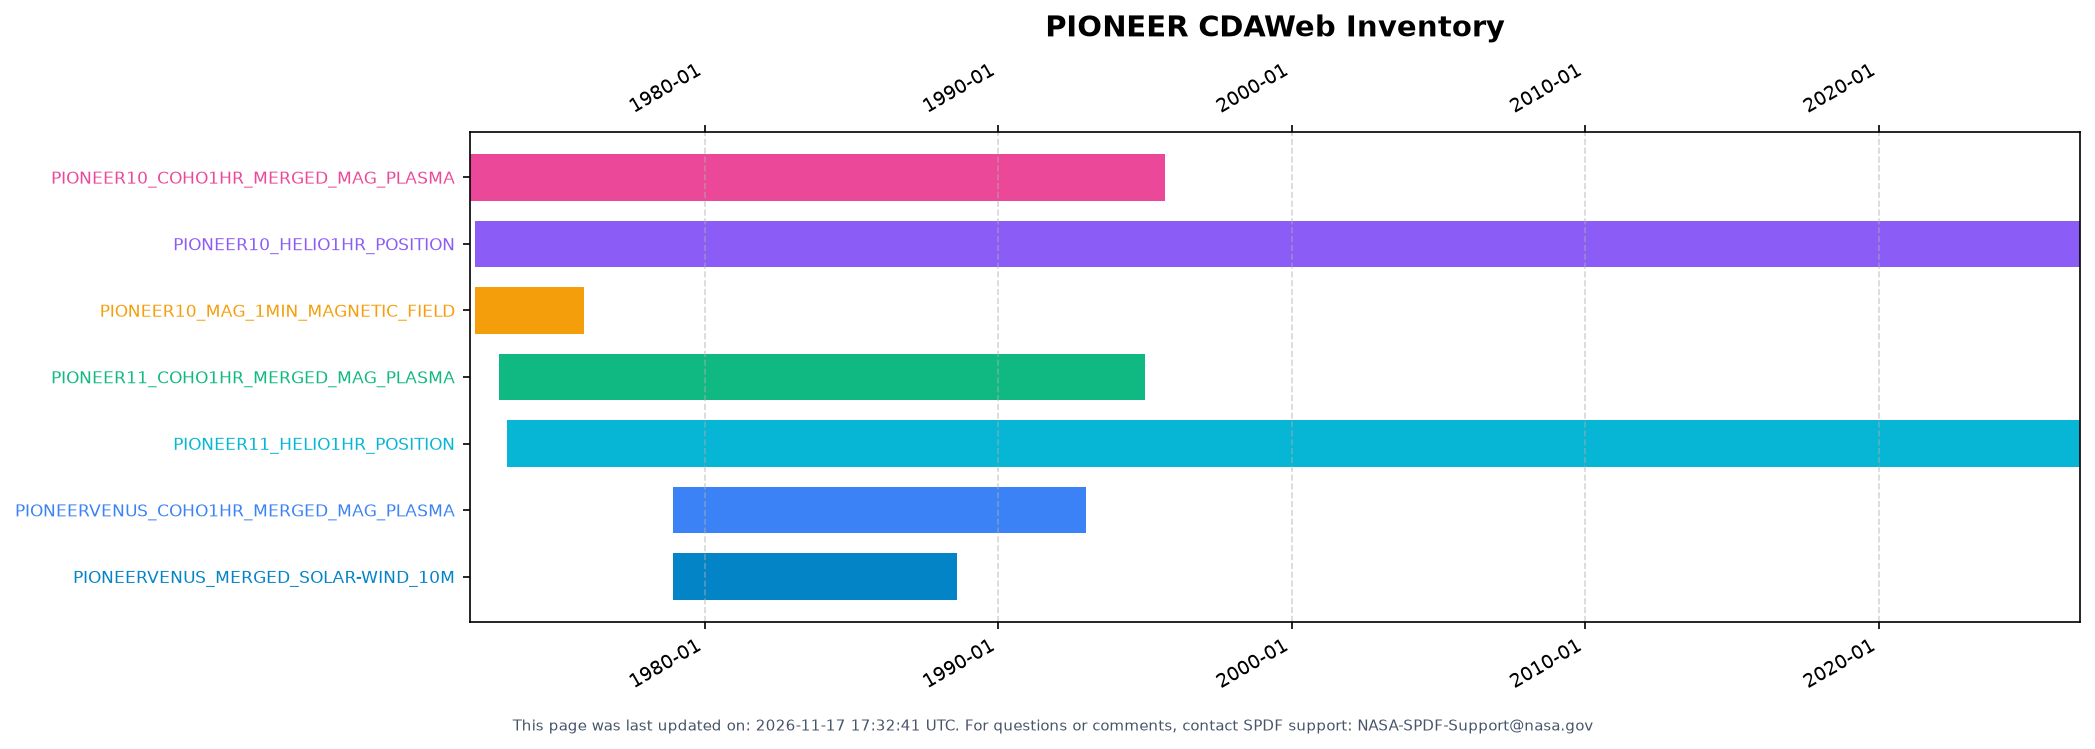 PIONEER CDAWeb Inventory
1980-01 1990-01 2000-01 2010-01 2020-01
PIONEER10_COHO1HR_MERGED_MAG_PLASMA
PIONEER10_HELIO1HR_POSITION
PIONEER10_MAG_1MIN_MAGNETIC_FIELD
PIONEER11_COHO1HR_MERGED_MAG_PLASMA
PIONEER11_HELIO1HR_POSITION
PIONEERVENUS_COHO1HR_MERGED_MAG_PLASMA
PIONEERVENUS_MERGED_SOLAR-WIND_10M
1980-01 1990-01 2000-01 2010-01 2020-01
This page was last updated on: 2026-11-17 17:32:41 UTC. For questions or comments, contact SPDF support: NASA-SPDF-Support@nasa.gov